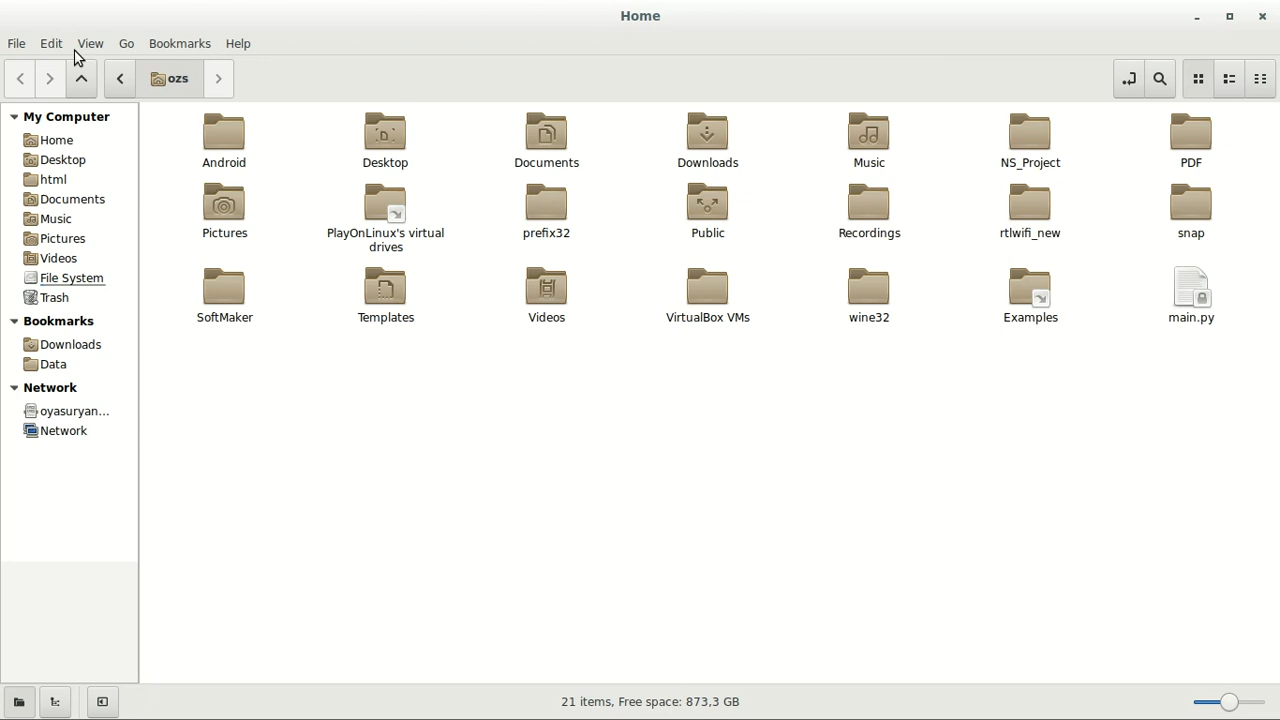 Home
File Edit View Go Bookmarks Help
ozs
My Computer
Home
Desktop
html
Documents
Music
Pictures
Videos
File System
Trash
Bookmarks
Downloads
Data
Network
oyasuryan...
Network
Android Desktop Documents Downloads Music NS_Project PDF
Pictures PlayOnLinux's virtual drives prefix32 Public Recordings rtlwifi_new snap
SoftMaker Templates Videos VirtualBox VMs wine32 Examples main.py
21 items, Free space: 873,3 GB